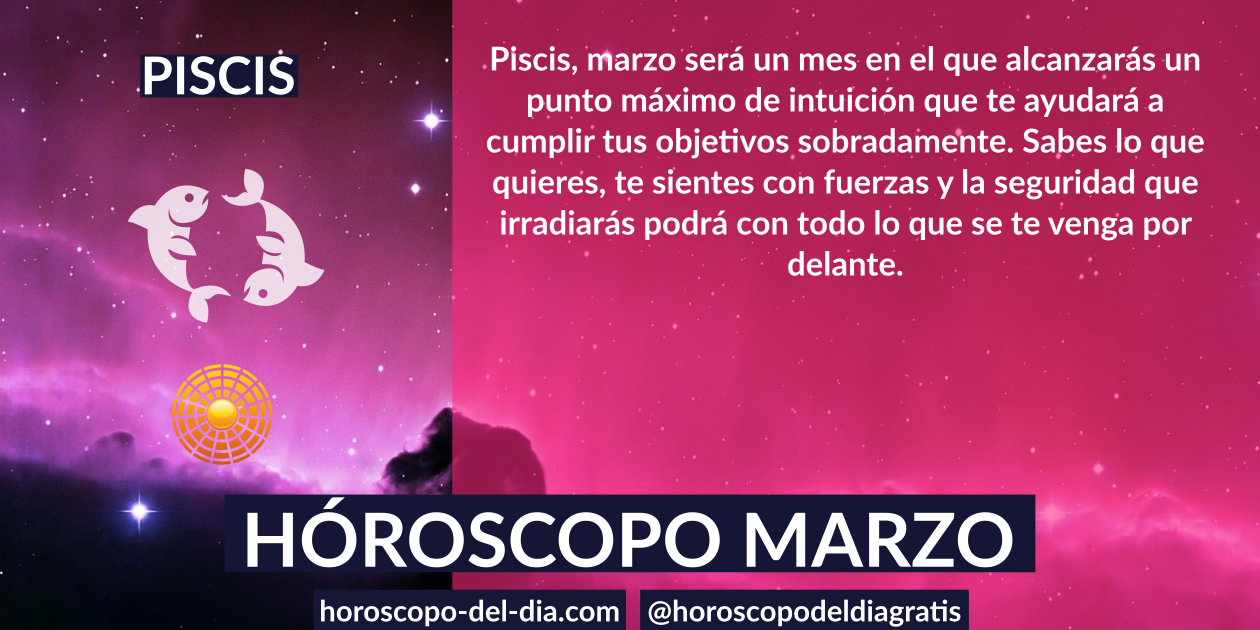 PISCIS
Piscis, marzo será un mes en el que alcanzarás un
punto máximo de intuición que te ayudará a
cumplir tus objetivos sobradamente. Sabes lo que
quieres, te sientes con fuerzas y la seguridad que
irradiarás podrá con todo lo que se te venga por
delante.
HÓROSCOPO MARZO
horoscopo-del-dia.com @horoscopodeldiagratis